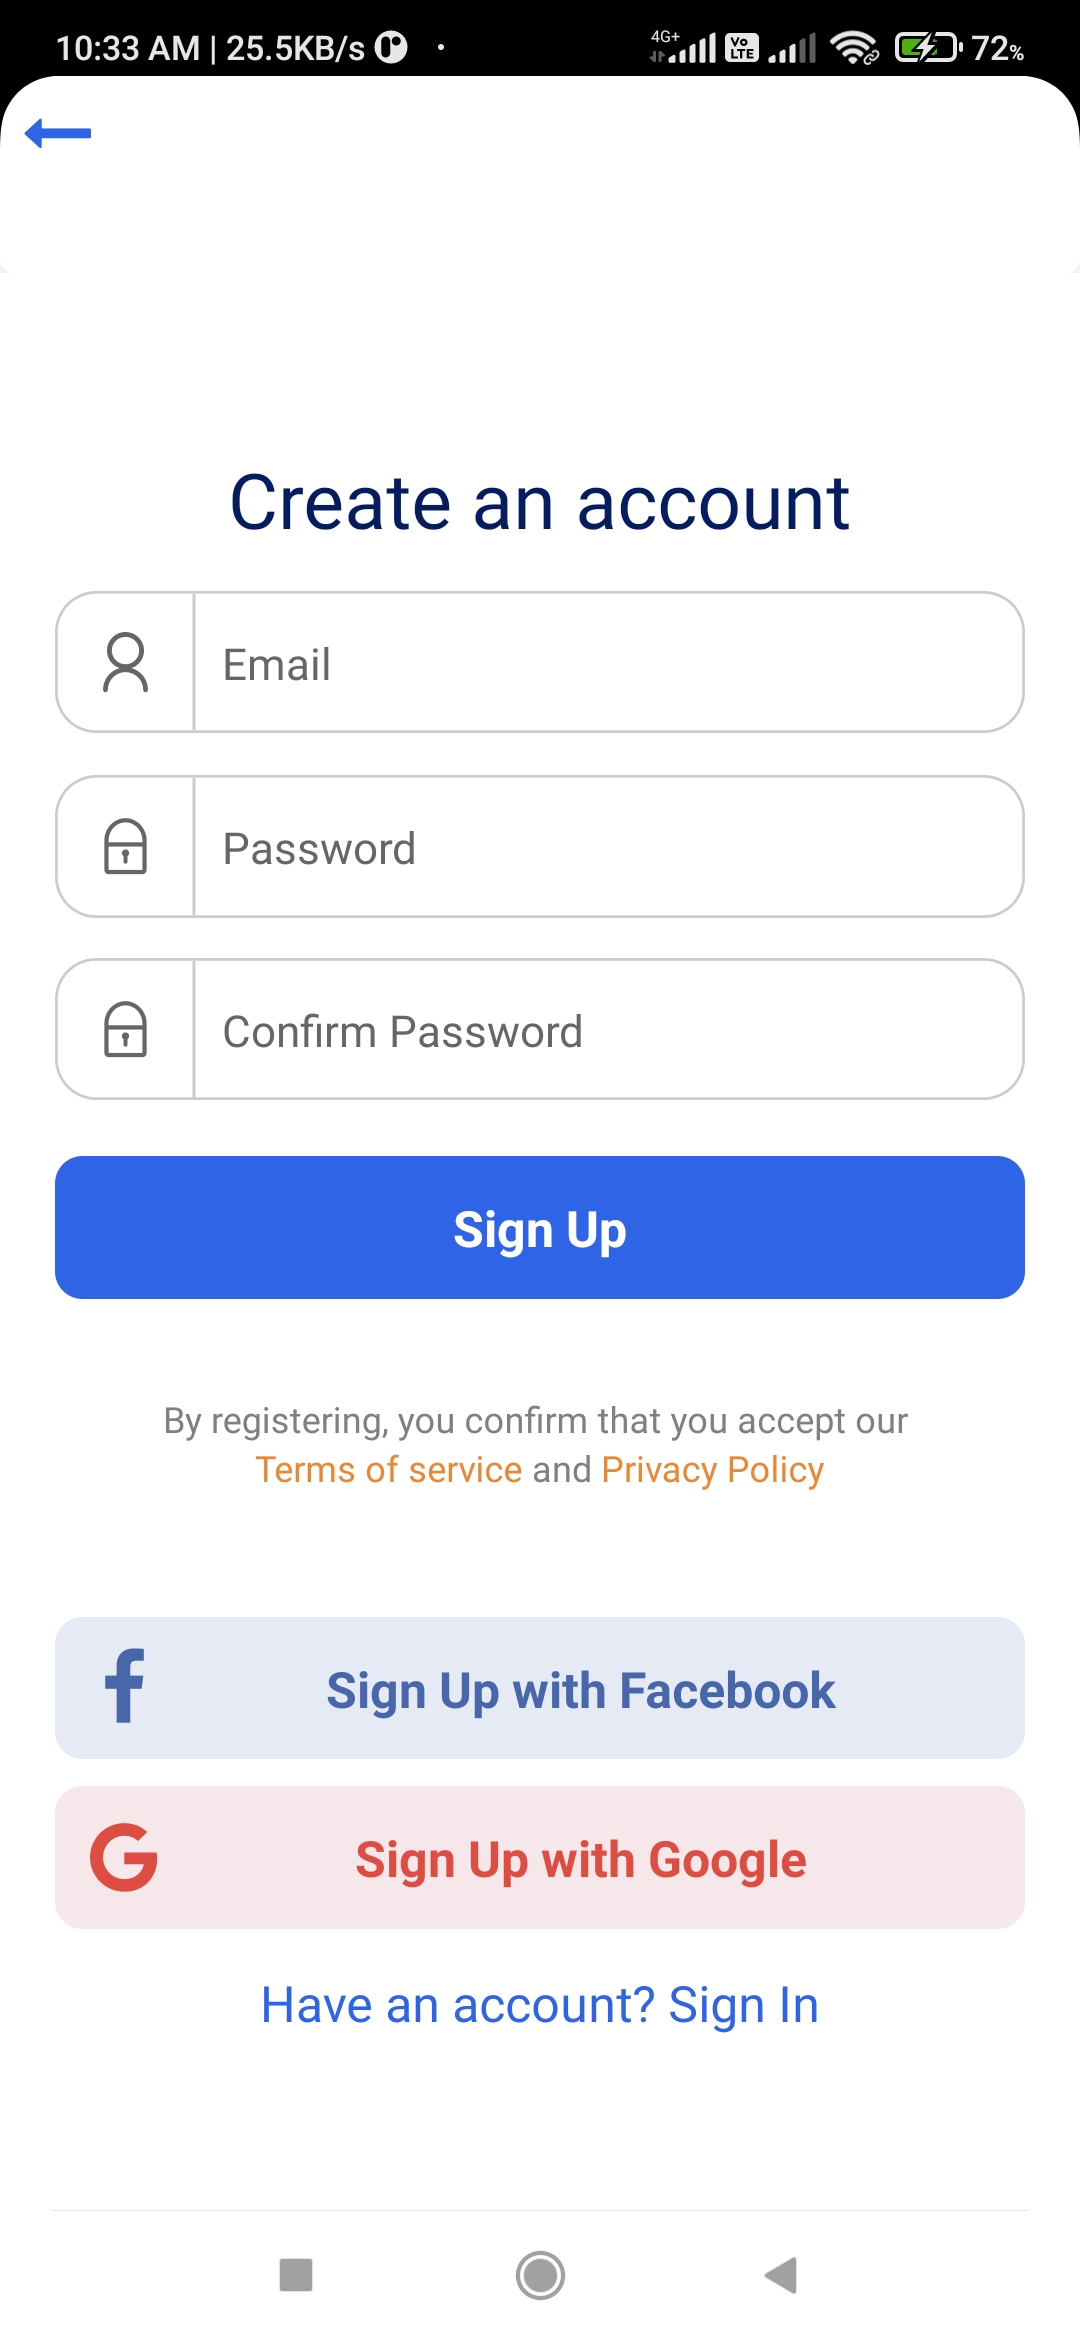 10:33 AM | 25.5KB/s 4G+ Vo LTE 72%
Create an account
Email
Password
Confirm Password
Sign Up
By registering, you confirm that you accept our
Terms of service and Privacy Policy
Sign Up with Facebook
Sign Up with Google
Have an account? Sign In